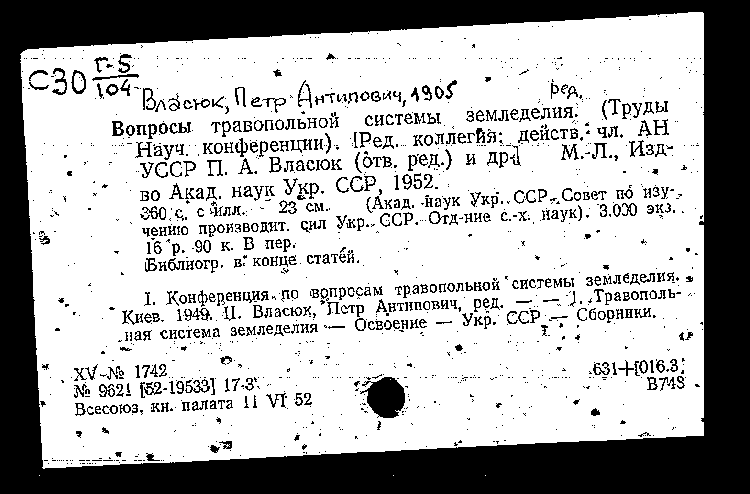 С30 Г-5
104
Власюк, Петр Антипович, 1905 ред.
Вопросы травопольной системы земледелия. (Труды
Науч. конференции). [Ред. коллегия: действ. чл. АН
УССР П. А. Власюк (отв. ред.) и др.] М.-Л., Изд-
во Акад. наук Укр. ССР, 1952.
360 с. с илл. 23 см. (Акад. наук Укр. ССР. Совет по изу-
чению производит. сил Укр. ССР. Отд-ние с.-х. наук). 3.000 экз.
16 р. 90 к. В пер.
Библиогр. в конце статей.
I. Конференция по вопросам травопольной системы земледелия.
Киев. 1949. II. Власюк, Петр Антипович, ред. — — 1. Траволь-
ная система земледелия — Освоение — Укр. ССР — Сборники.
XV-№ 1742
№ 9621 [52-19533] 17-3
Всесоюз. кн. палата 11 VI 52
631+[016.3]
В748